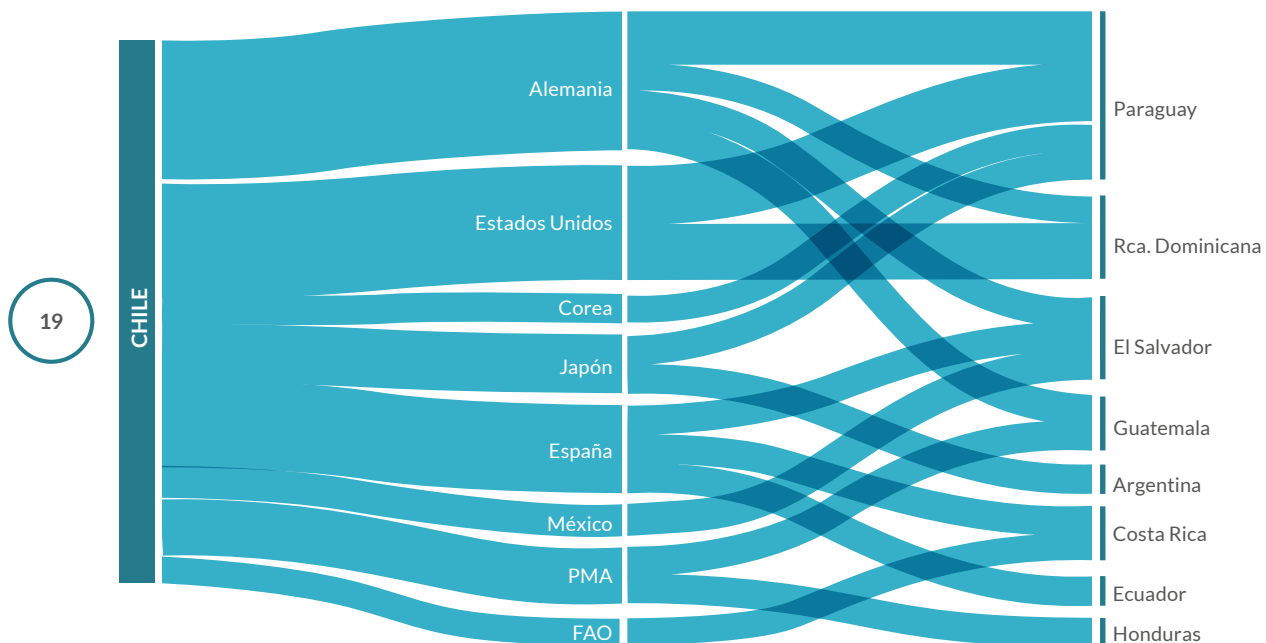 19
CHILE
Alemania
Estados Unidos
Corea
Japón
España
México
PMA
FAO
Paraguay
Rca. Dominicana
El Salvador
Guatemala
Argentina
Costa Rica
Ecuador
Honduras